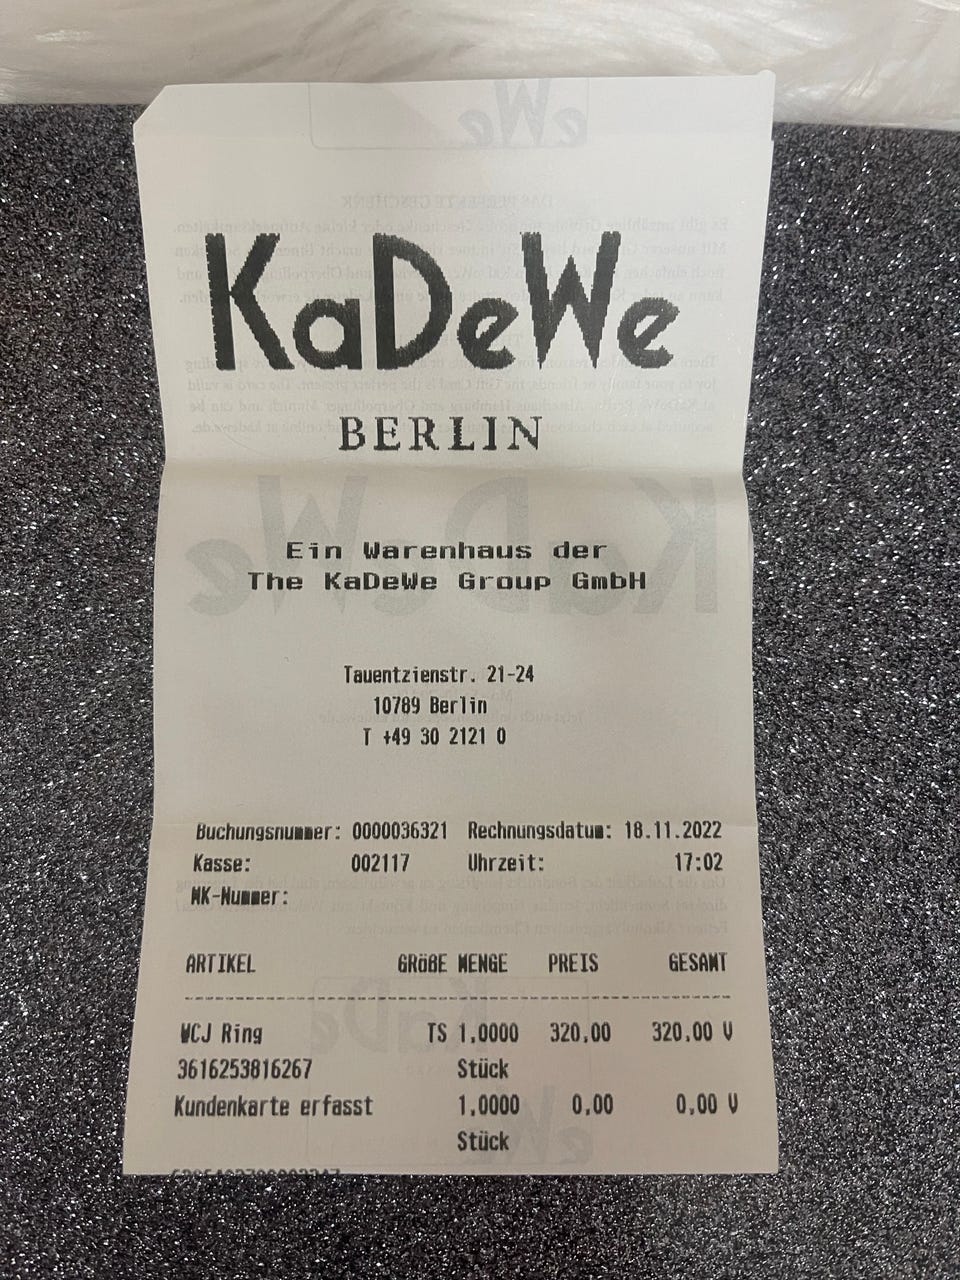 KaDeWe
BERLIN
Ein Warenhaus der
The KaDeWe Group GmbH
Tauentzienstr. 21-24
10789 Berlin
T +49 30 2121 0
Buchungsnummer: 0000036321 Rechnungsdatum: 18.11.2022
Kasse: 002117 Uhrzeit: 17:02
WK-Nummer:
ARTIKEL GRÖßE MENGE PREIS GESAMT
WCJ Ring TS 1,0000 320,00 320,00 V
3616253816267 Stück
Kundenkarte erfasst 1,0000 0,00 0,00 V
Stück